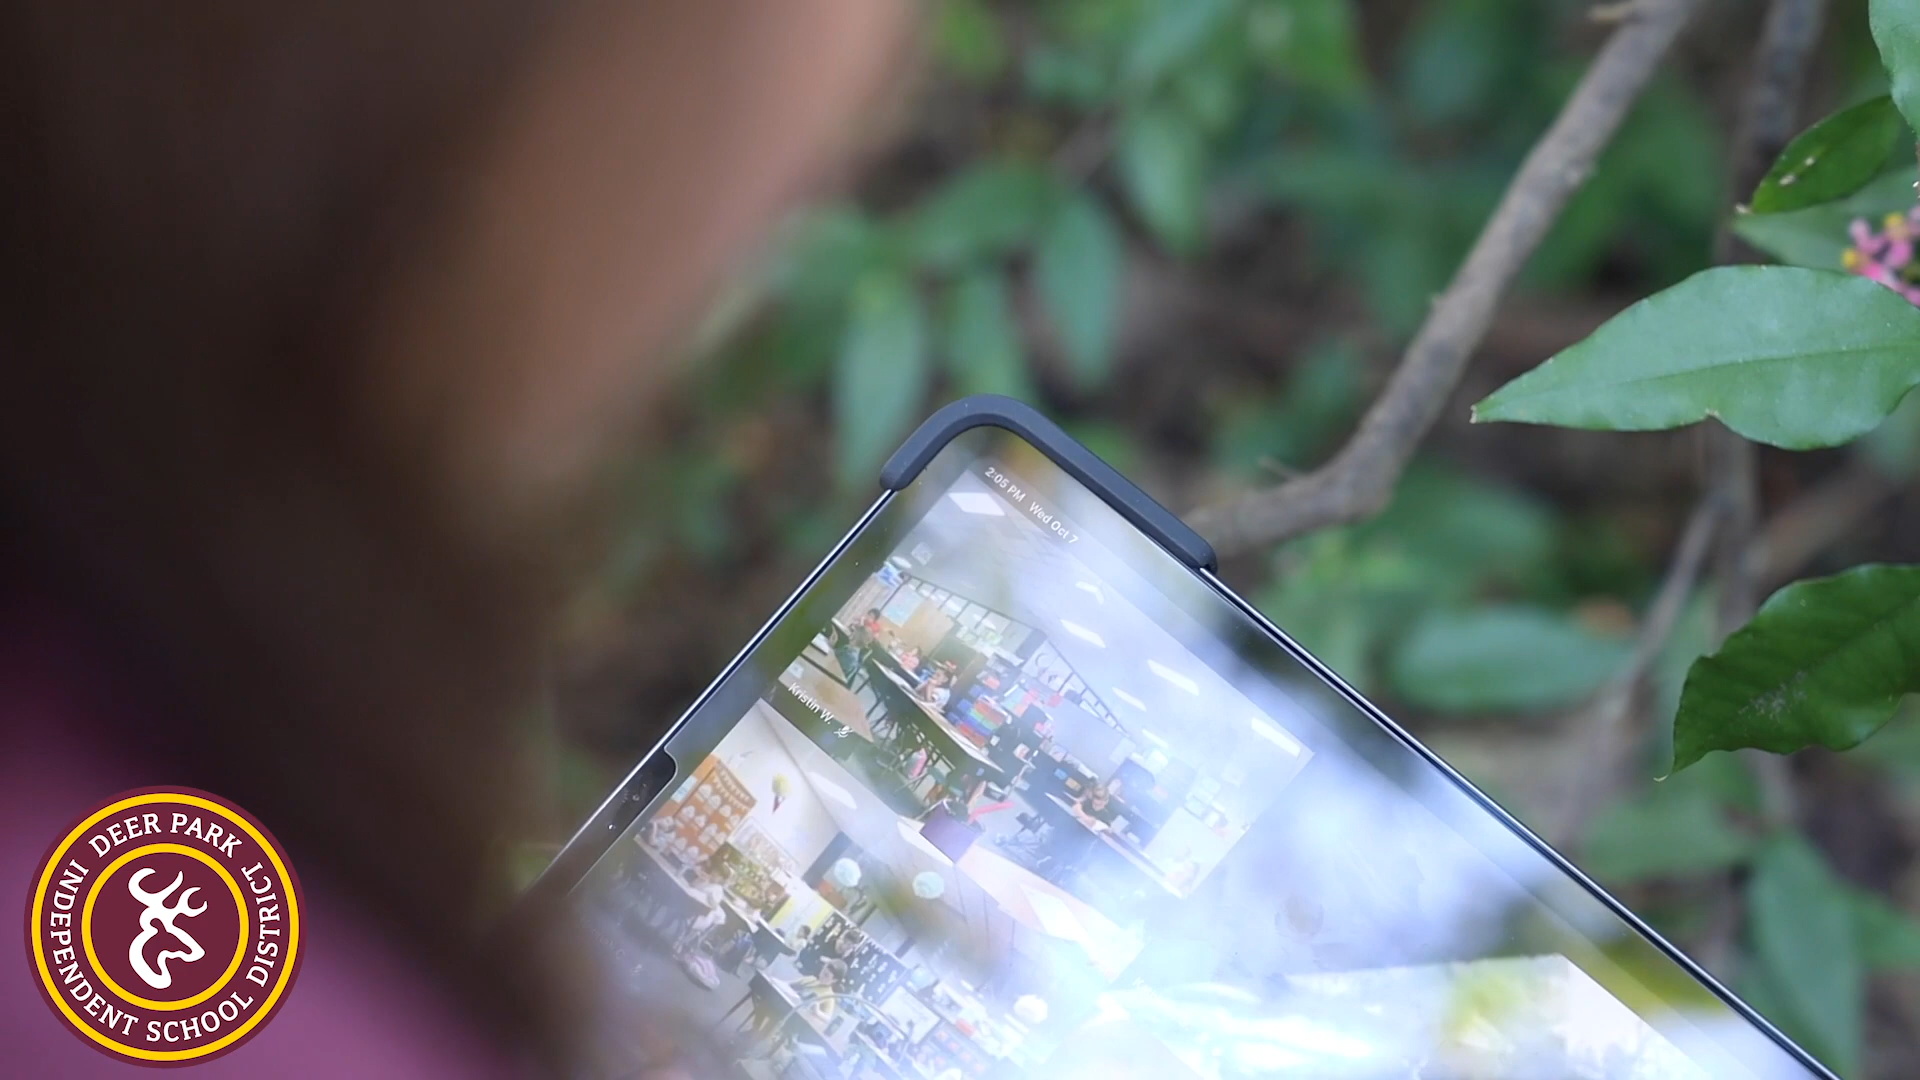 2:05 PM Wed Oct 7
Kristin W.
DEER PARK
INDEPENDENT SCHOOL DISTRICT